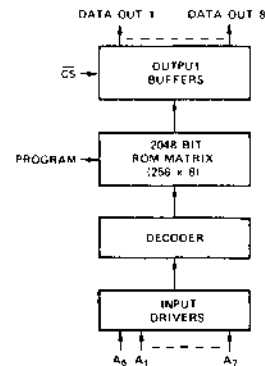 DATA OUT 1 DATA OUT 8
OUTPUT
BUFFERS
CS
2048 BIT
ROM MATRIX
(256 x 8)
PROGRAM
DECODER
INPUT
DRIVERS
A0 A1 A7